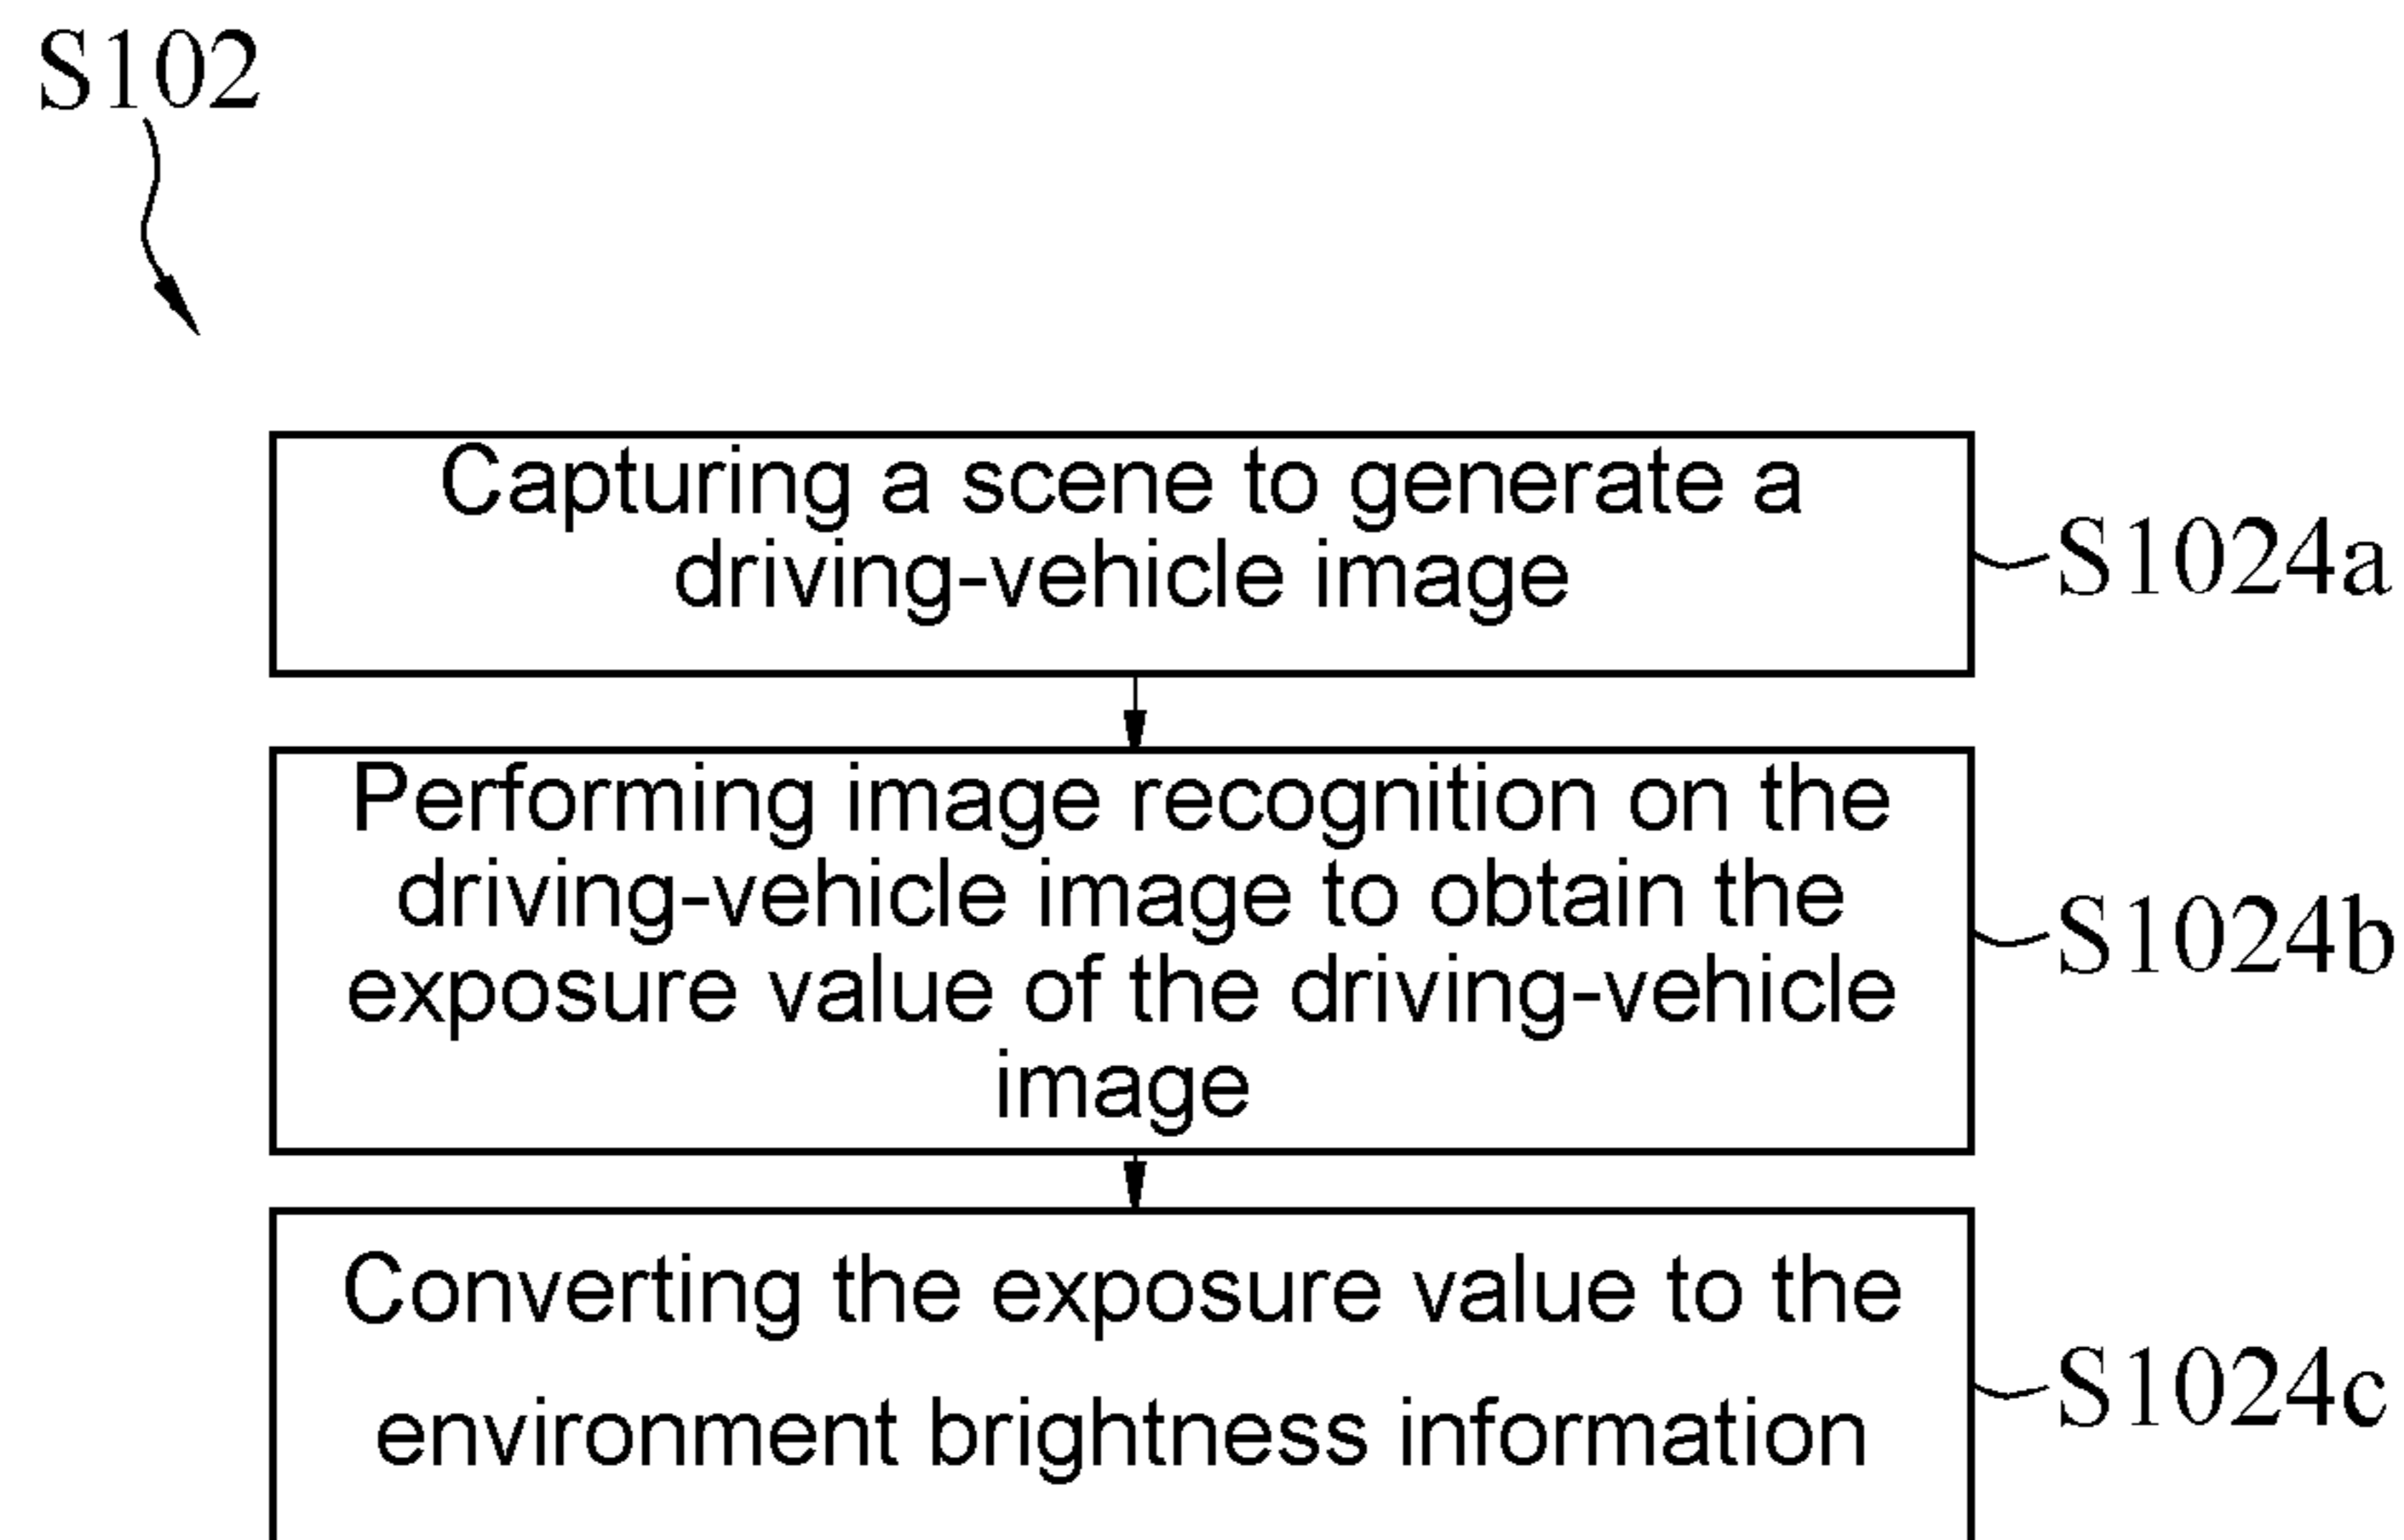 S102
Capturing a scene to generate a
driving-vehicle image
S1024a
Performing image recognition on the
driving-vehicle image to obtain the
exposure value of the driving-vehicle
image
S1024b
Converting the exposure value to the
environment brightness information
S1024c